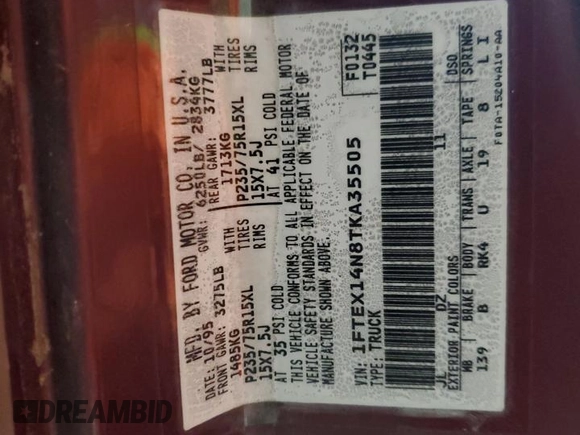 MFD. BY FORD MOTOR CO. IN U.S.A.
DATE: 10/95 GVWR: 6250LB/ 2834KG
FRONT GAWR: 3275LB REAR GAWR: 3777LB
1485KG WITH 1713KG WITH
P235/75R15XL TIRES P235/75R15XL TIRES
15X7.5J RIMS 15X7.5J RIMS
AT 35 PSI COLD AT 41 PSI COLD
THIS VEHICLE CONFORMS TO ALL APPLICABLE FEDERAL MOTOR
VEHICLE SAFETY STANDARDS IN EFFECT ON THE DATE OF
MANUFACTURE SHOWN ABOVE.
F0132
T0445
VIN: 1FTEX14N8TKA35505
TYPE: TRUCK
DZ 11
EXTERIOR PAINT COLORS DSO
WB BRAKE BODY TRANS AXLE TAPE SPRINGS
139 B RK4 U 19 8 L I
F0TA-15204A10-AA
DREAMBID